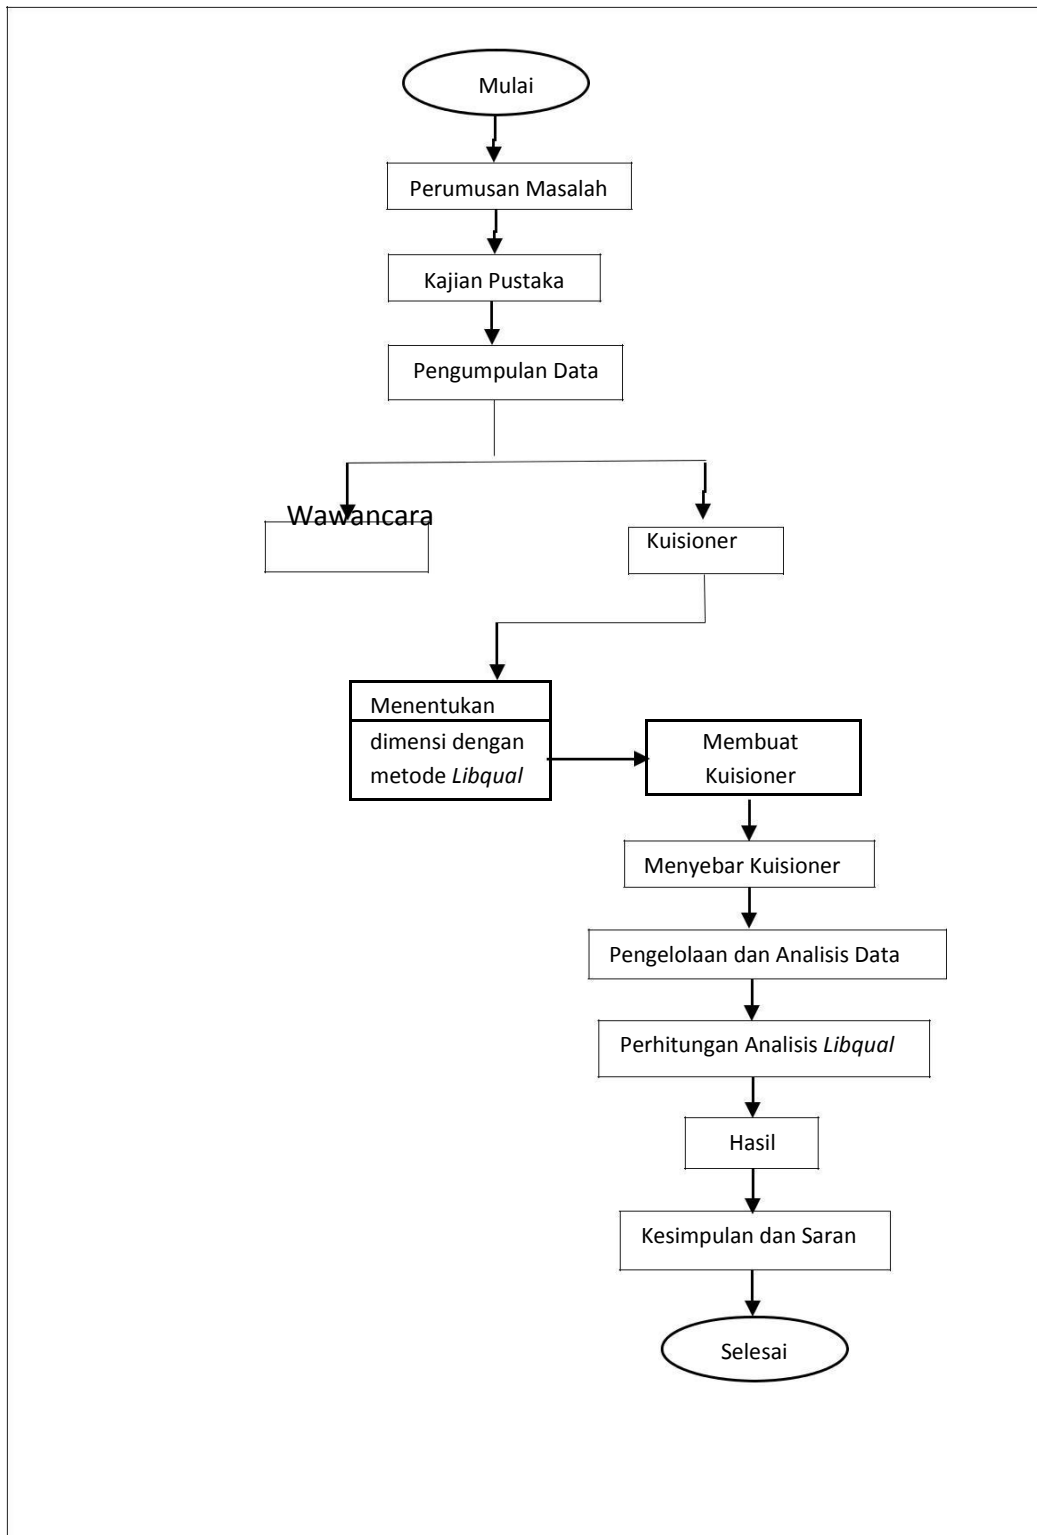 Mulai
Perumusan Masalah
Kajian Pustaka
Pengumpulan Data
Wawancara
Kuisioner
Menentukan
dimensi dengan
metode Libqual
Membuat
Kuisioner
Menyebar Kuisioner
Pengelolaan dan Analisis Data
Perhitungan Analisis Libqual
Hasil
Kesimpulan dan Saran
Selesai